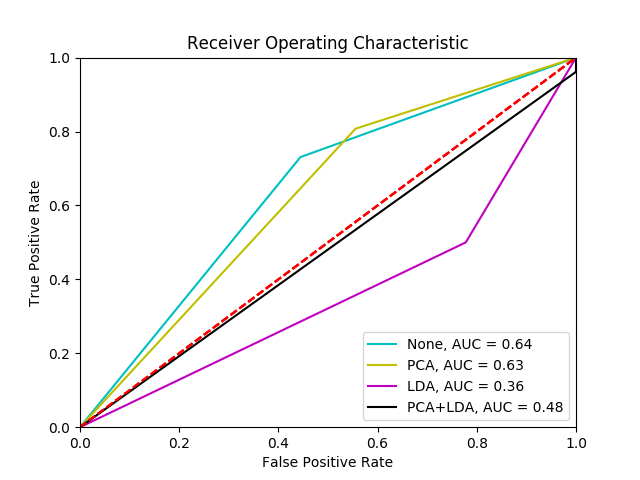 Receiver Operating Characteristic
True Positive Rate
1.0
0.8
0.6
0.4
0.2
0.0
None, AUC = 0.64
PCA, AUC = 0.63
LDA, AUC = 0.36
PCA+LDA, AUC = 0.48
0.0 0.2 0.4 0.6 0.8 1.0
False Positive Rate